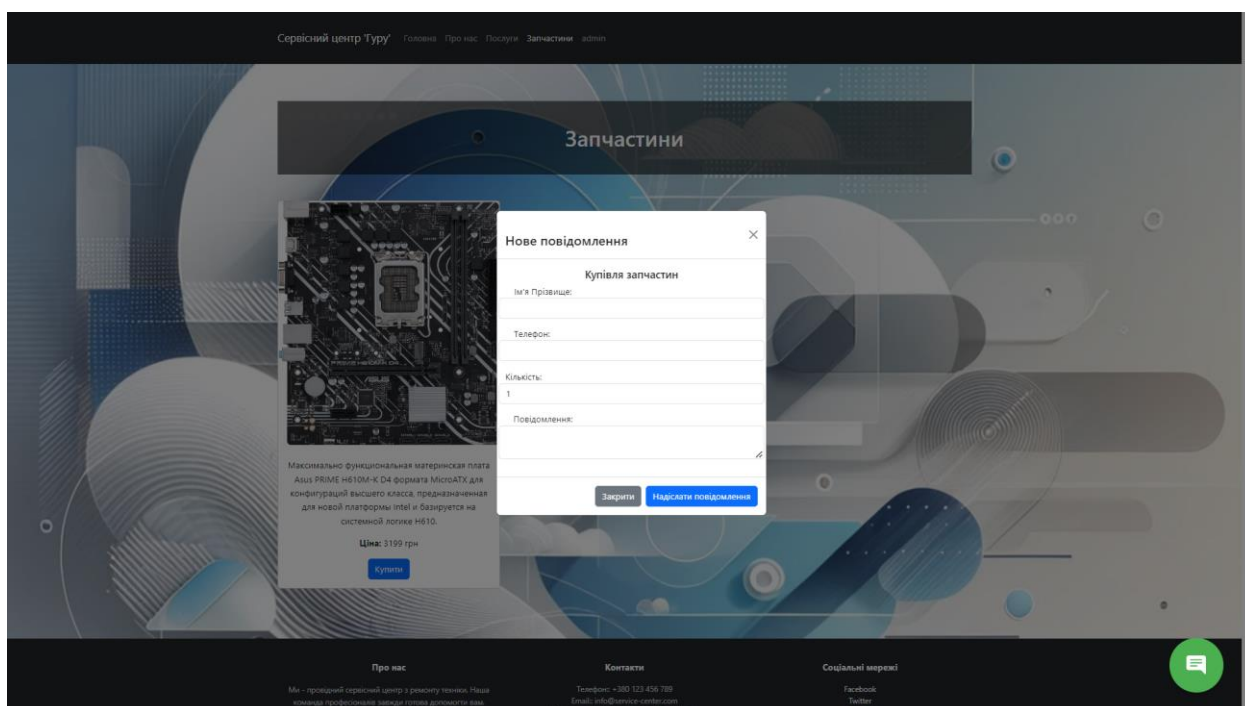 Сервісний центр 'Гуру' Головна Про нас Послуги Запчастини admin
Запчастини
Нове повідомлення
Купівля запчастин
Ім'я Прізвище:
Телефон:
Кількість:
1
Повідомлення:
Закрити Надіслати повідомлення
PRIME H610M-K D4
ASUS
Максимально функциональная материнская плата
Asus PRIME H610M-K D4 формата MicroATX для
конфигураций высшего класса, предназначенная
для новой платформы Intel и базируется на
системной логике H610.
Ціна: 3199 грн
Купити
Про нас
Ми – провідний сервісний центр з ремонту техніки. Наша
команда професіоналів завжди готова допомогти вам.
Контакти
Телефон: +380 123 456 789
Email: info@service-center.com
Соціальні мережі
Facebook
Twitter